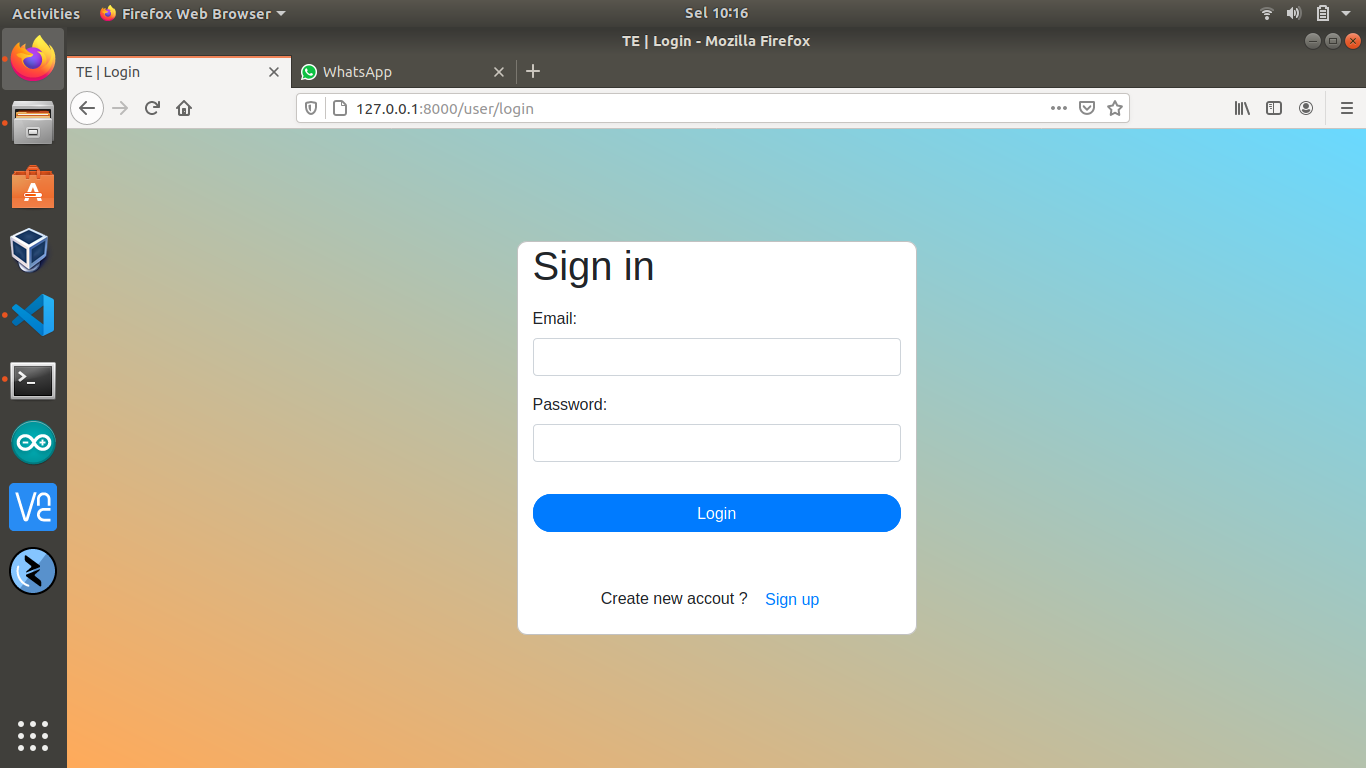 Activities Firefox Web Browser Sel 10:16
TE | Login - Mozilla Firefox
TE | Login WhatsApp
127.0.0.1:8000/user/login
Sign in
Email:
Password:
Login
Create new accout ? Sign up